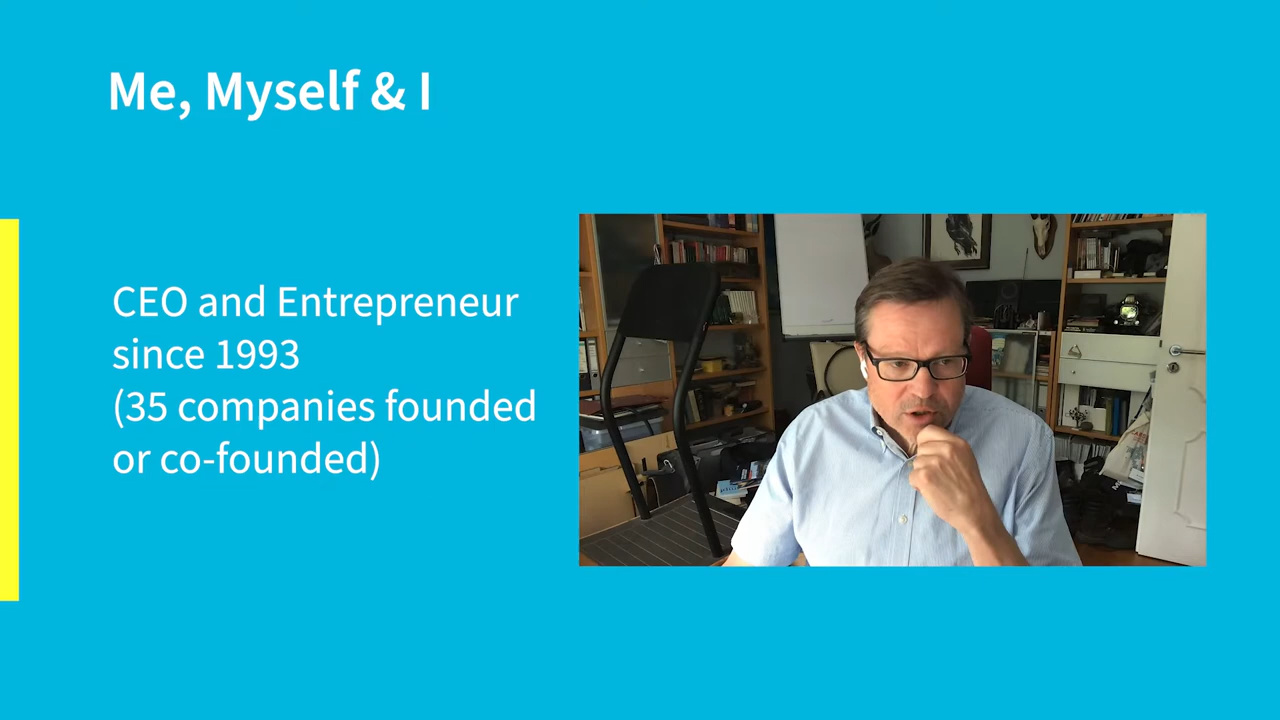 Me, Myself & I
CEO and Entrepreneur
since 1993
(35 companies founded
or co-founded)